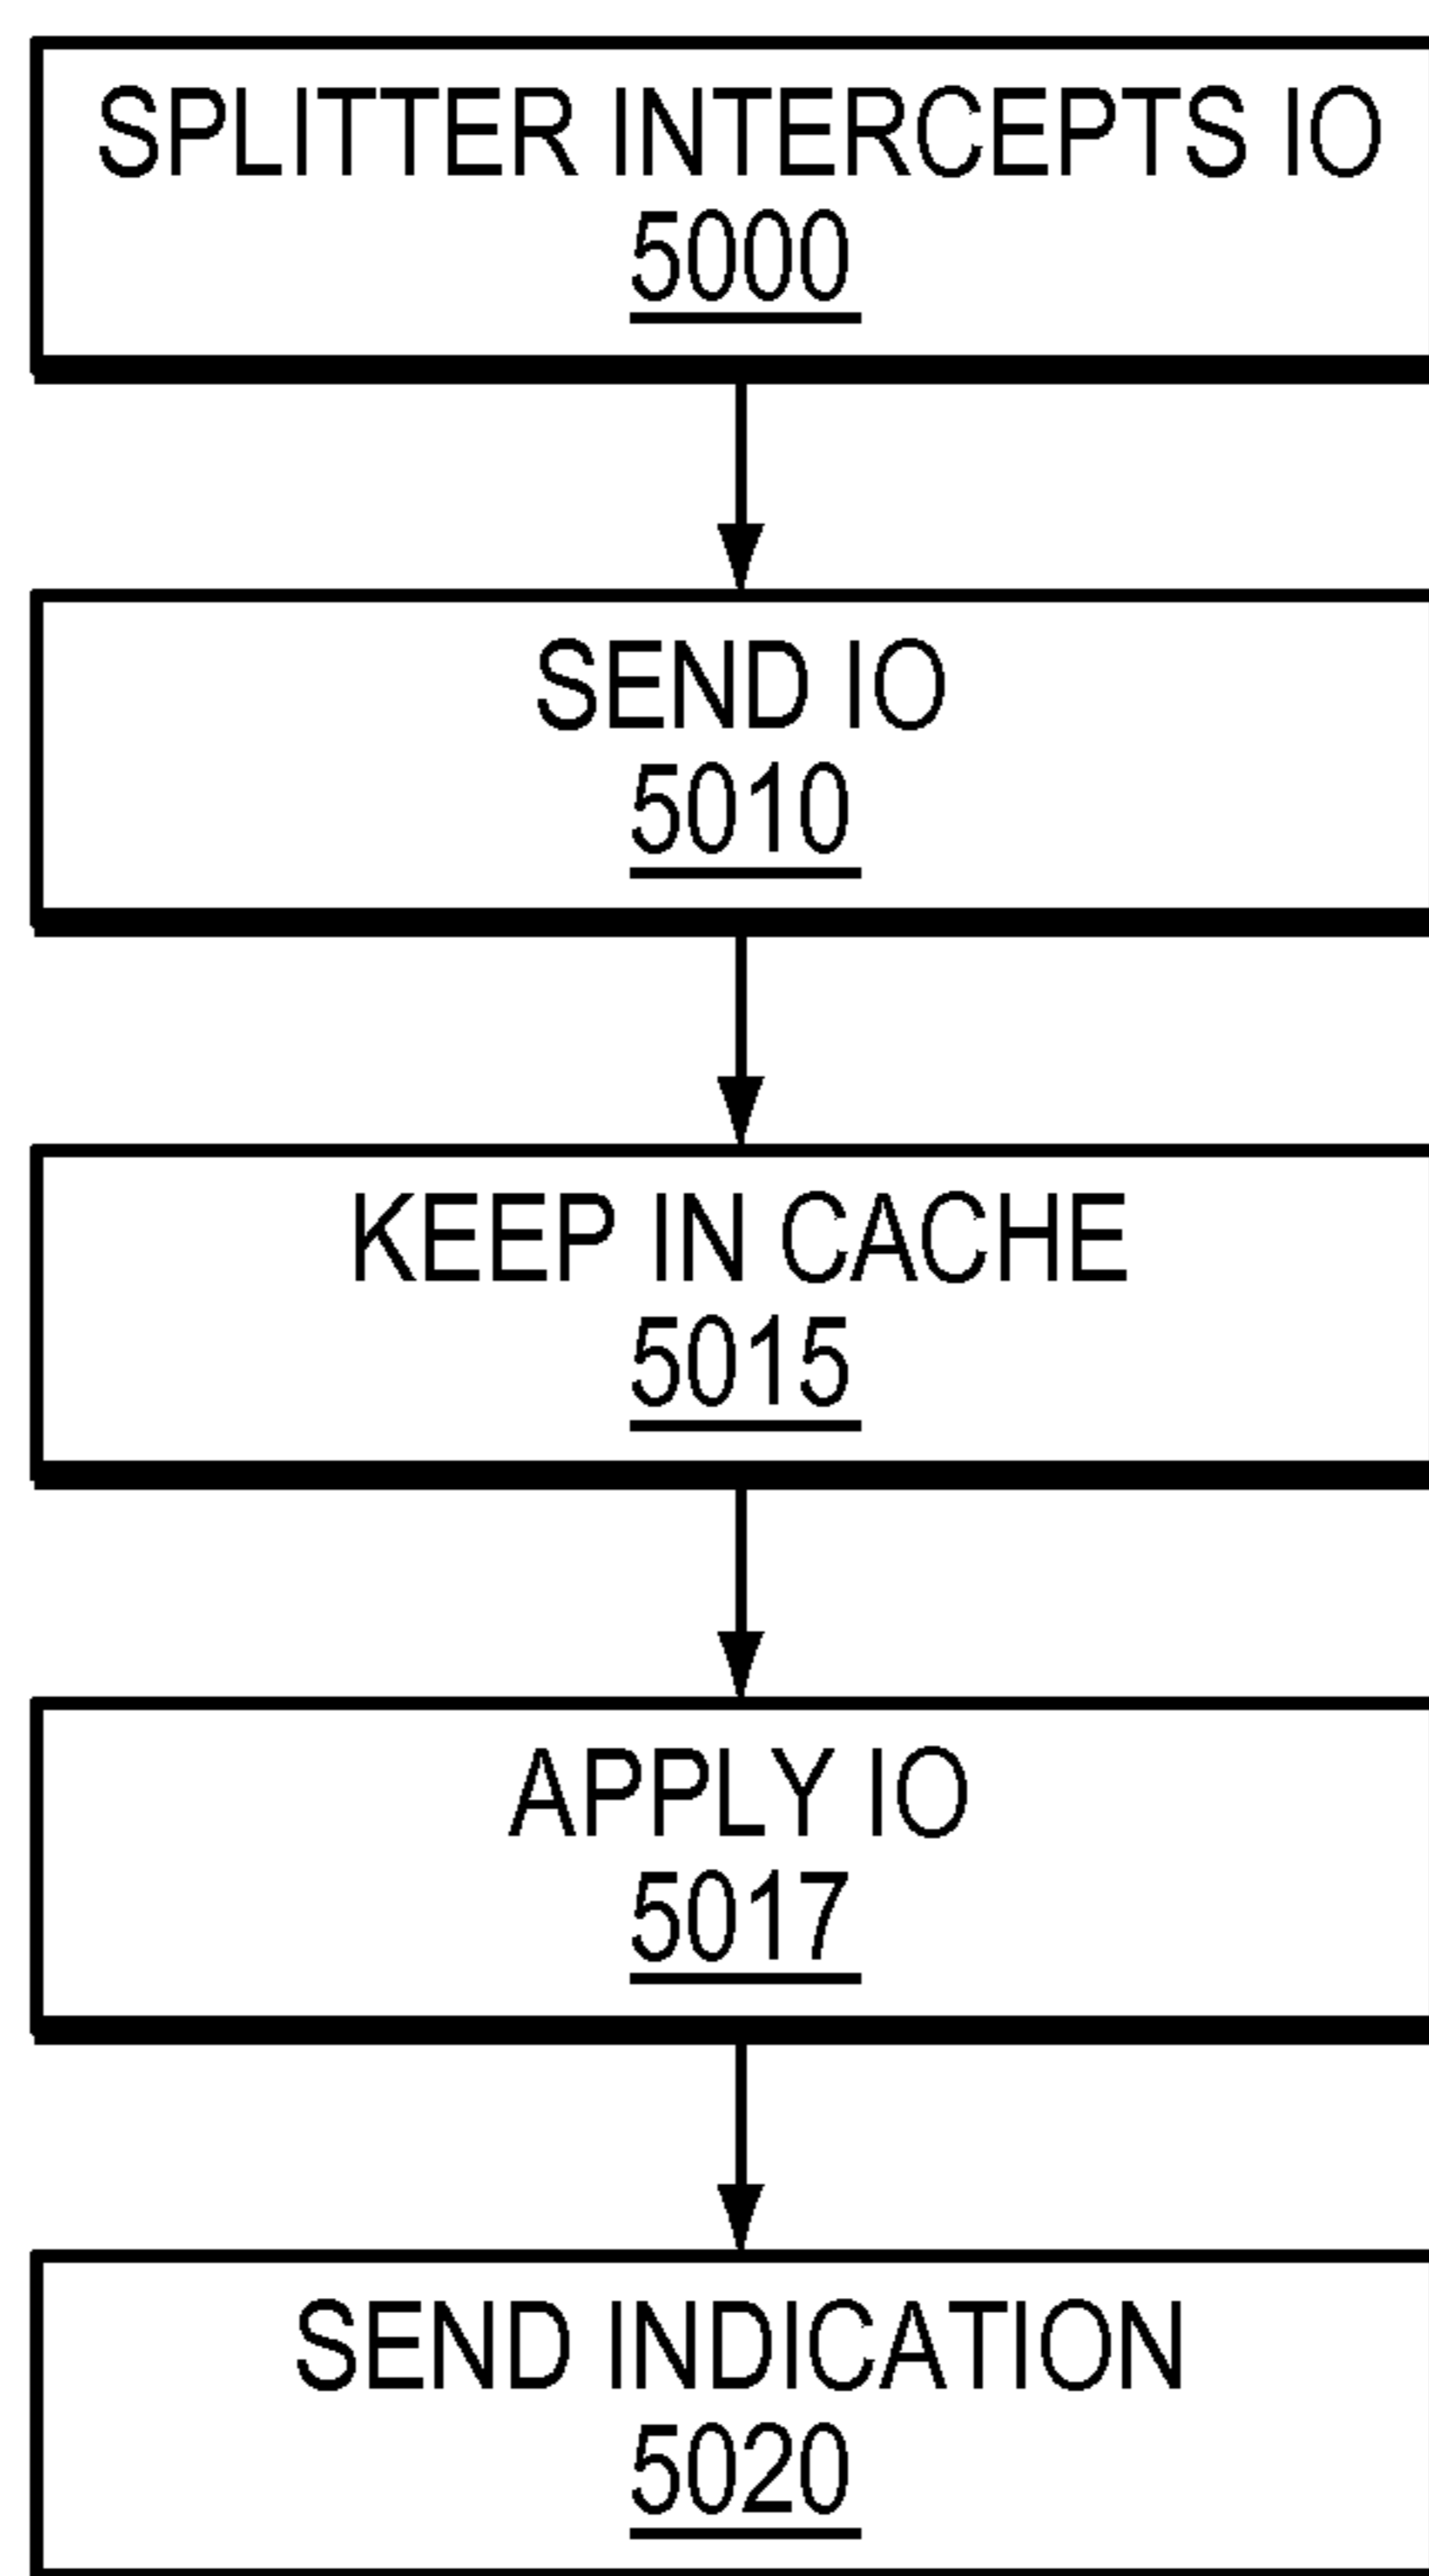 SPLITTER INTERCEPTS IO
5000
SEND IO
5010
KEEP IN CACHE
5015
APPLY IO
5017
SEND INDICATION
5020